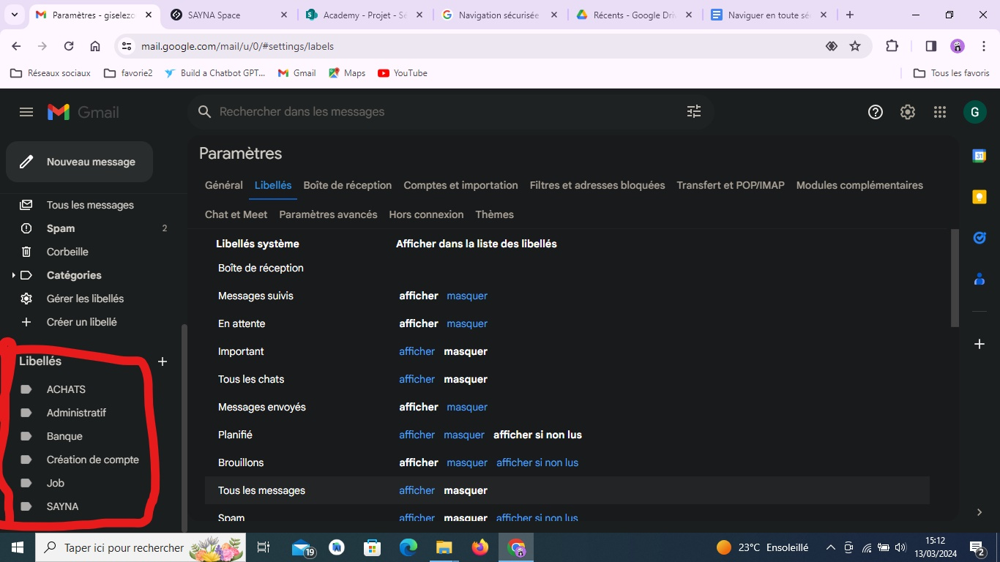 Paramètres - giselezo
SAYNA Space
Academy - Projet - Sé
Navigation sécurisée
Récents - Google Driv
Naviguer en toute sé
mail.google.com/mail/u/0/#settings/labels
Réseaux sociaux
favorie2
Build a Chatbot GPT...
Gmail
Maps
YouTube
Tous les favoris
Gmail
Rechercher dans les messages
G
Nouveau message
Paramètres
31
Général Libellés Boîte de réception Comptes et importation Filtres et adresses bloquées Transfert et POP/IMAP Modules complémentaires
Chat et Meet Paramètres avancés Hors connexion Thèmes
Tous les messages
Spam 2
Corbeille
Catégories
Gérer les libellés
Créer un libellé
Libellés
ACHATS
Administratif
Banque
Création de compte
Job
SAYNA
Libellés système Afficher dans la liste des libellés
Boîte de réception
Messages suivis afficher masquer
En attente afficher masquer
Important afficher masquer
Tous les chats afficher masquer
Messages envoyés afficher masquer
Planifié afficher masquer afficher si non lus
Brouillons afficher masquer afficher si non lus
Tous les messages afficher masquer
Spam afficher masquer afficher si non lus
Taper ici pour rechercher
19
23°C Ensoleillé
15:12
13/03/2024
2